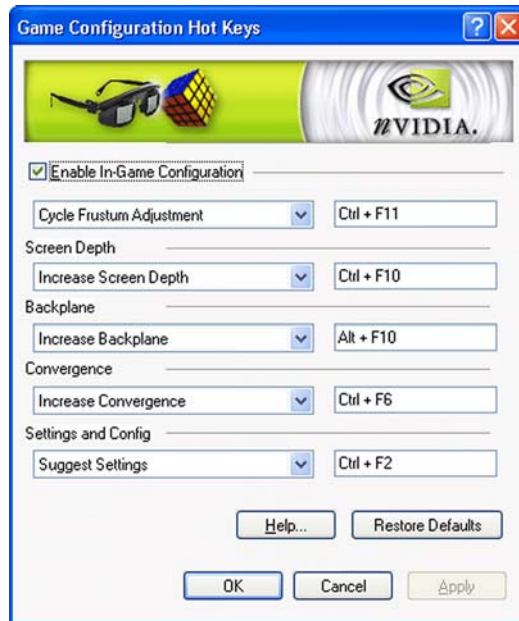 Game Configuration Hot Keys
nVIDIA.
Enable In-Game Configuration
Cycle Frustum Adjustment Ctrl + F11
Screen Depth
Increase Screen Depth Ctrl + F10
Backplane
Increase Backplane Alt + F10
Convergence
Increase Convergence Ctrl + F6
Settings and Config
Suggest Settings Ctrl + F2
Help... Restore Defaults
OK Cancel Apply